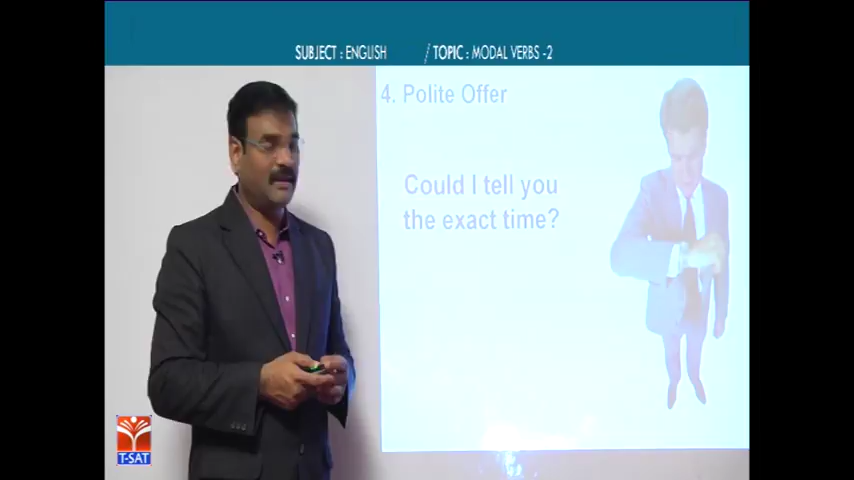 SUBJECT : ENGLISH / TOPIC : MODAL VERBS -2
4. Polite Offer
Could I tell you
the exact time?
T-SAT